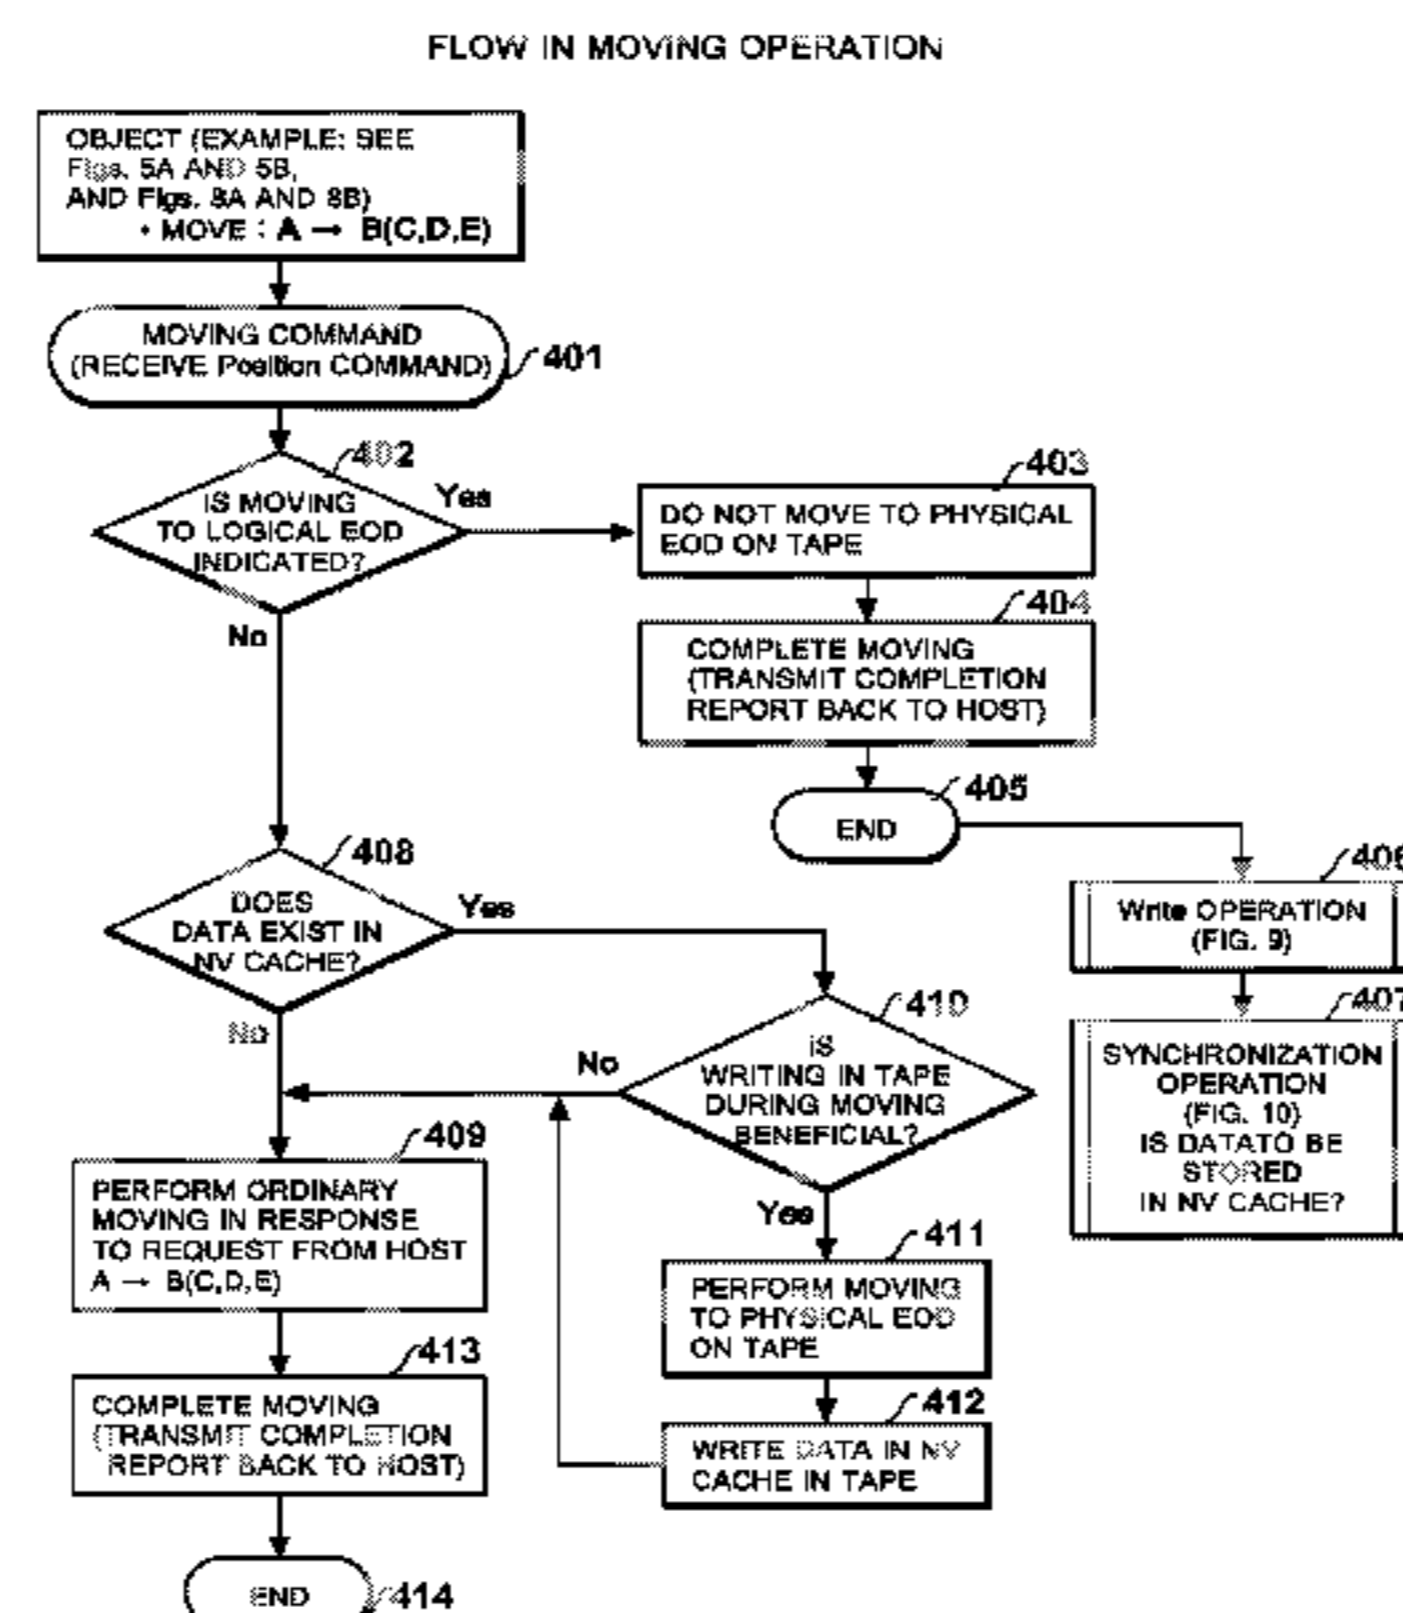 FLOW IN MOVING OPERATION
OBJECT (EXAMPLE: SEE
Figs. 5A AND 5B,
AND Figs. 8A AND 8B)
• MOVE : A → B(C,D,E)
MOVING COMMAND
(RECEIVE Position COMMAND)
401
402
IS MOVING
TO LOGICAL EOD
INDICATED?
Yes
No
403
DO NOT MOVE TO PHYSICAL
EOD ON TAPE
404
COMPLETE MOVING
(TRANSMIT COMPLETION
REPORT BACK TO HOST)
405
END
406
Write OPERATION
(FIG. 9)
407
SYNCHRONIZATION
OPERATION
(FIG. 10)
IS DATATO BE
STORED
IN NV CACHE?
408
DOES
DATA EXIST IN
NV CACHE?
Yes
No
410
IS
WRITING IN TAPE
DURING MOVING
BENEFICIAL?
No
Yes
409
PERFORM ORDINARY
MOVING IN RESPONSE
TO REQUEST FROM HOST
A → B(C,D,E)
411
PERFORM MOVING
TO PHYSICAL EOD
ON TAPE
412
WRITE DATA IN NV
CACHE IN TAPE
413
COMPLETE MOVING
(TRANSMIT COMPLETION
REPORT BACK TO HOST)
END
414